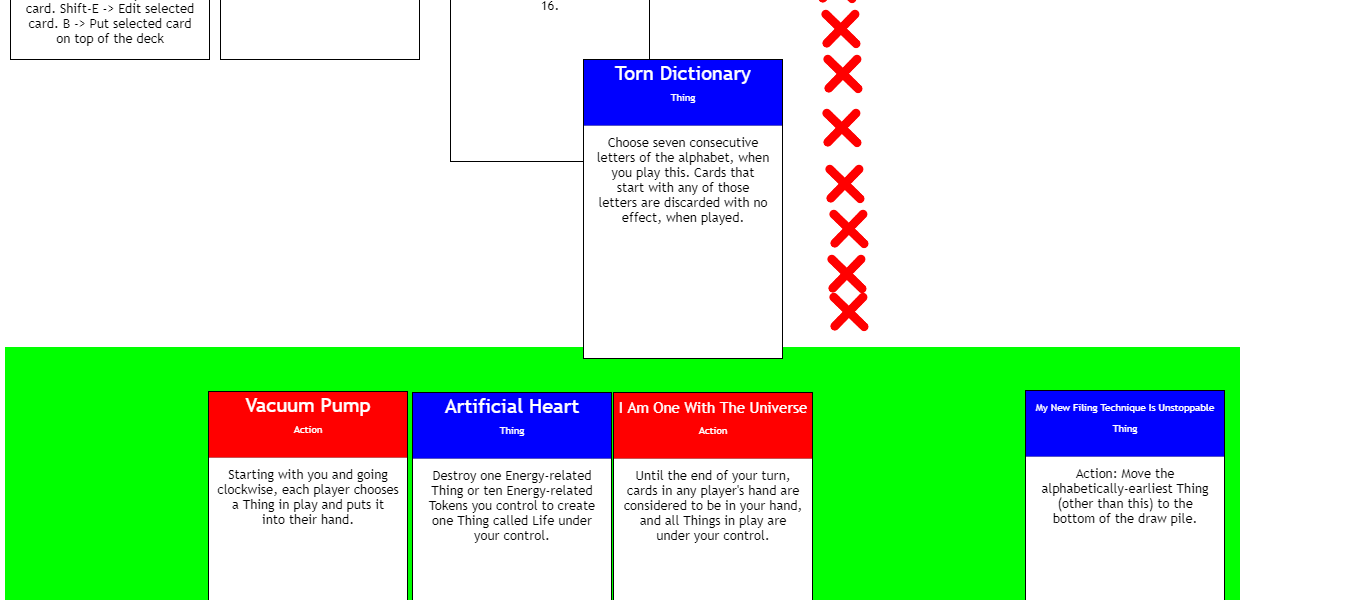 card. Shift-E -> Edit selected
card. B -> Put selected card
on top of the deck
16.
Torn Dictionary
Thing
Choose seven consecutive
letters of the alphabet, when
you play this. Cards that
start with any of those
letters are discarded with no
effect, when played.
Vacuum Pump
Action
Starting with you and going
clockwise, each player chooses
a Thing in play and puts it
into their hand.
Artificial Heart
Thing
Destroy one Energy-related
Thing or ten Energy-related
Tokens you control to create
one Thing called Life under
your control.
I Am One With The Universe
Action
Until the end of your turn,
cards in any player's hand are
considered to be in your hand,
and all Things in play are
under your control.
My New Filing Technique Is Unstoppable
Thing
Action: Move the
alphabetically-earliest Thing
(other than this) to the
bottom of the draw pile.